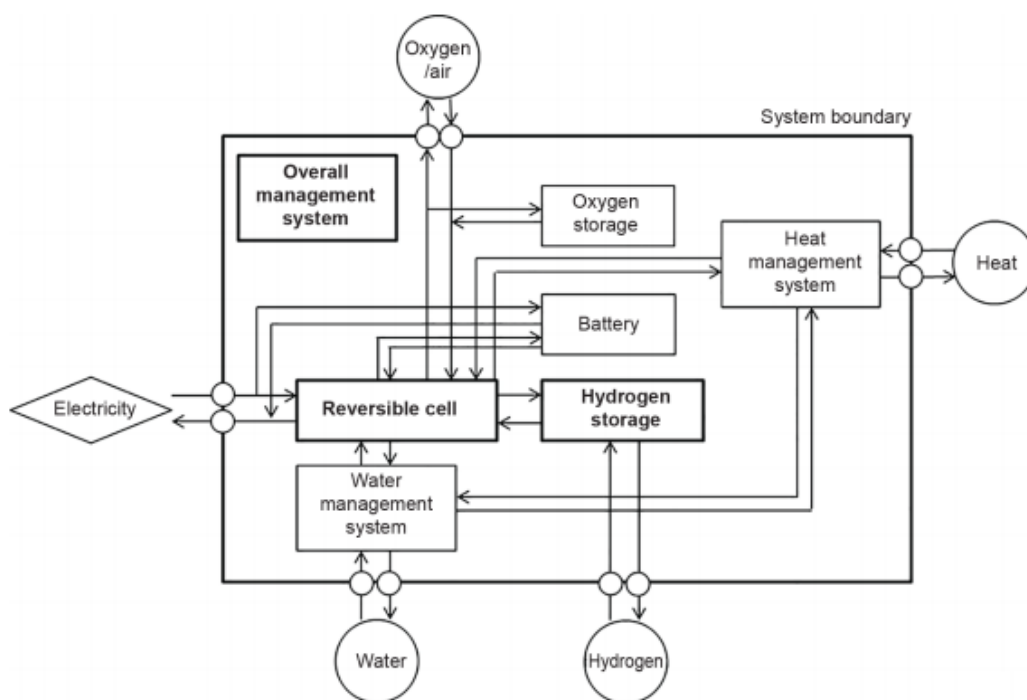 Oxygen
/air
System boundary
Overall
management
system
Oxygen
storage
Heat
management
system
Heat
Battery
Electricity
Reversible cell
Hydrogen
storage
Water
management
system
Water
Hydrogen